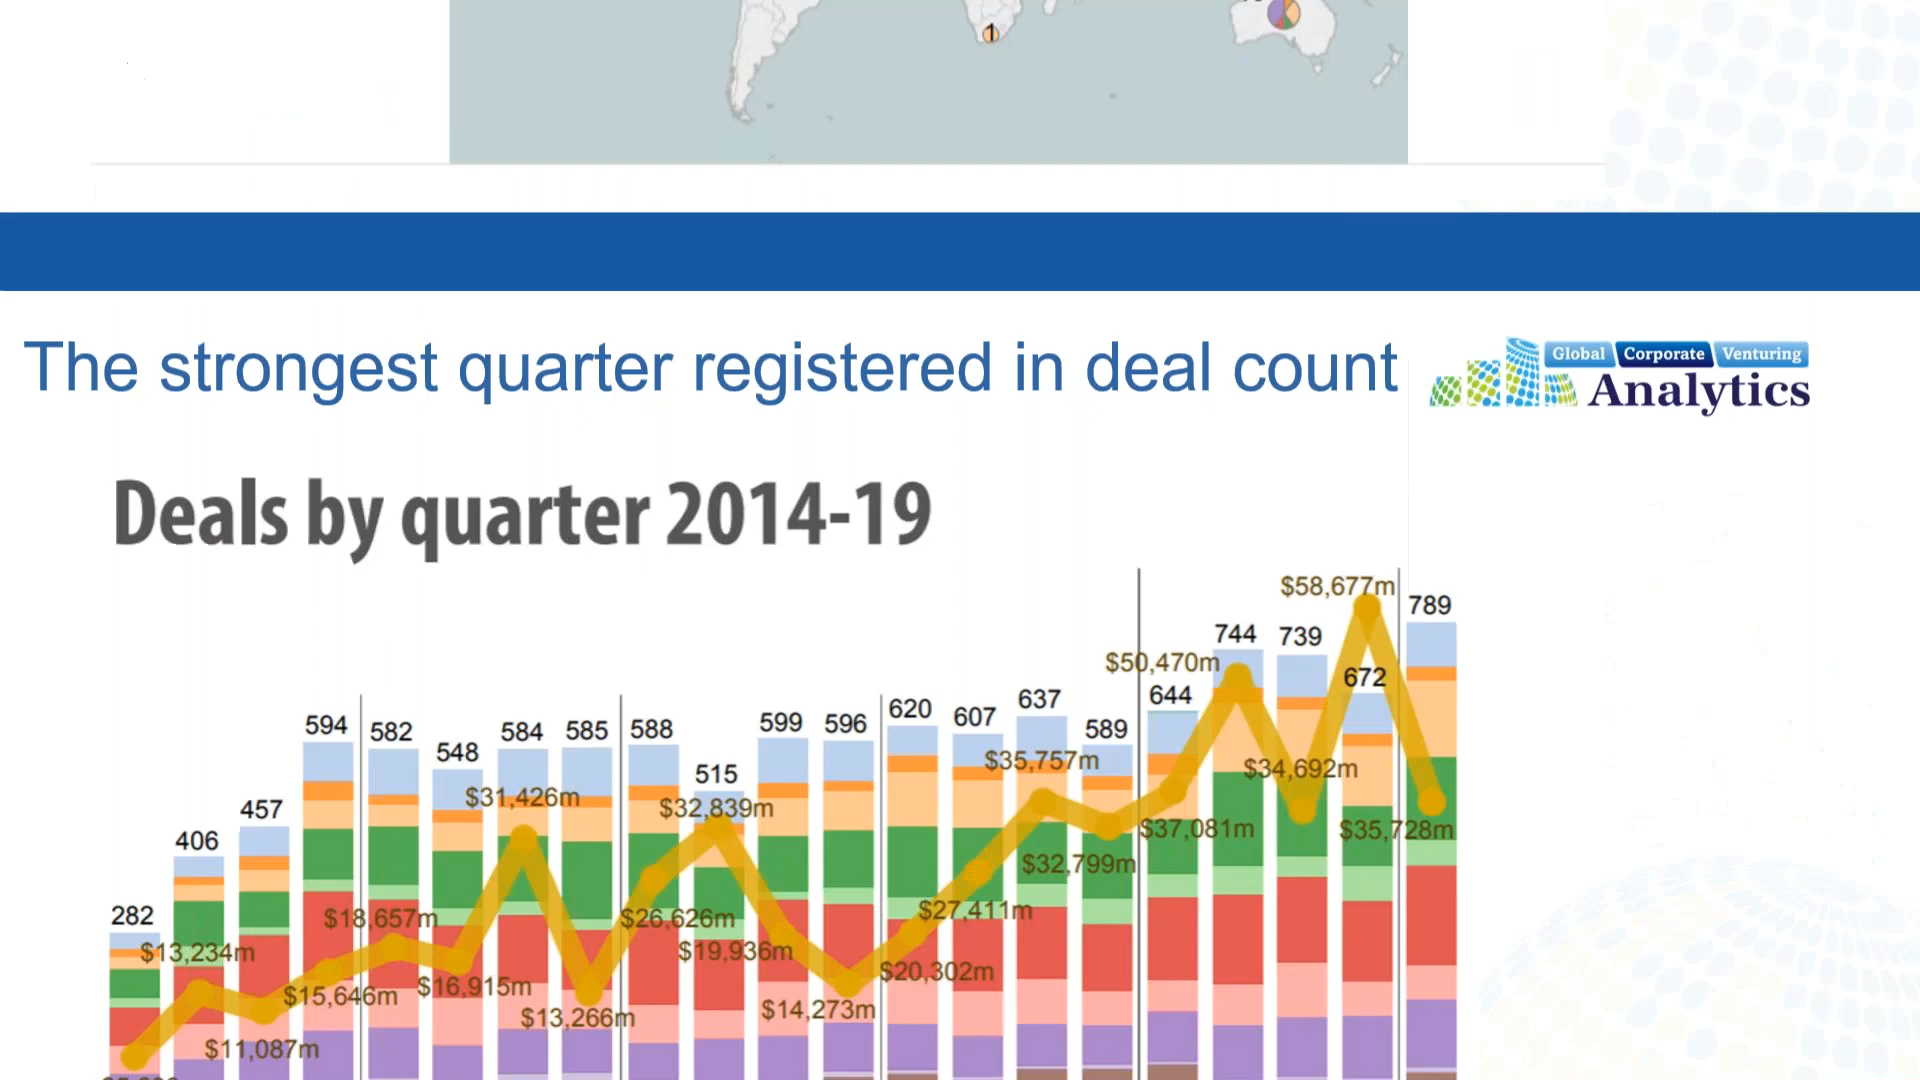 1
The strongest quarter registered in deal count
Global Corporate Venturing
Analytics
Deals by quarter 2014-19
$58,677m
789
744
739
$50,470m
672
644
637
620
607
594
582
548
584
585
588
515
599
596
589
$35,757m
$34,692m
$31,426m
$32,839m
457
406
$37,081m
$35,728m
$32,799m
282
$18,657m
$26,626m
$27,411m
$13,234m
$19,936m
$20,302m
$15,646m
$16,915m
$14,273m
$13,266m
$11,087m